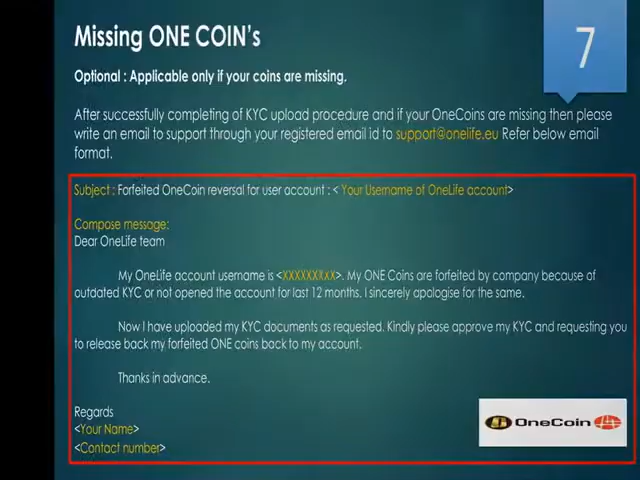 Missing ONE COIN's
7
Optional : Applicable only if your coins are missing.
After successfully completing of KYC upload procedure and if your OneCoins are missing then please
write an email to support through your registered email id to support@onelife.eu Refer below email
format.
Subject : Forfeited OneCoin reversal for user account : < Your Username of OneLife account>
Compose message:
Dear OneLife team
My OneLife account username is <XXXXXXXXX>. My ONE Coins are forfeited by company because of
outdated KYC or not opened the account for last 12 months. I sincerely apologise for the same.
Now I have uploaded my KYC documents as requested. Kindly please approve my KYC and requesting you
to release back my forfeited ONE coins back to my account.
Thanks in advance.
Regards
<Your Name>
<Contact number>
OneCoin